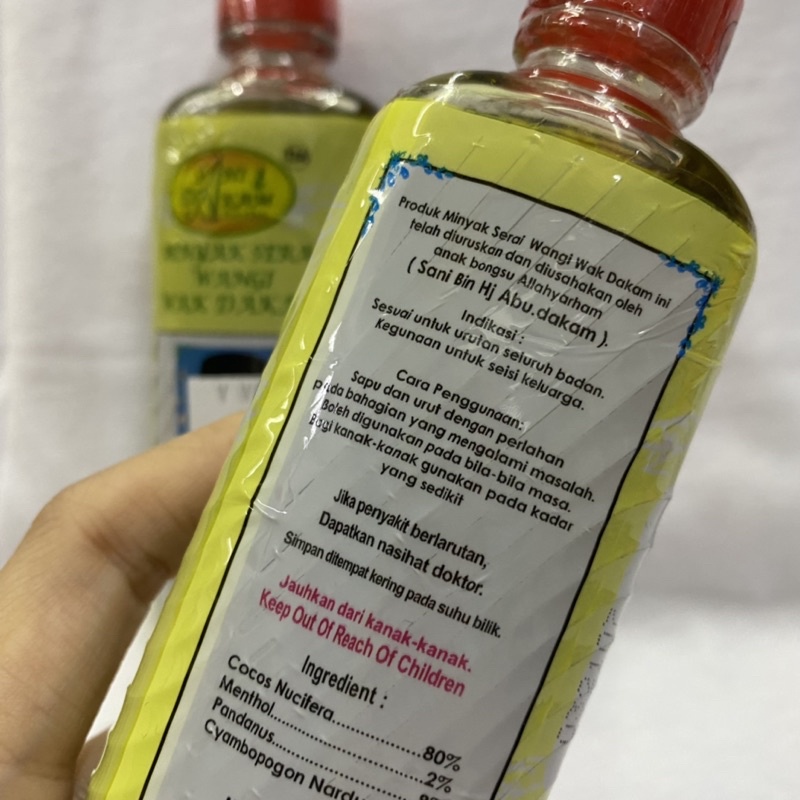 WANGI
Produk Minyak Serai Wangi Wak Dakam ini
telah diuruskan dan diusahakan oleh
anak bongsu Allahyarham
( Sani Bin Hj Abu.dakam ).
Indikasi :
Sesuai untuk urutan seluruh badan.
Kegunaan untuk seisi keluarga.
Cara Penggunaan:
Sapu dan urut dengan perlahan
pada bahagian yang mengalami masalah.
Boleh digunakan pada bila-bila masa.
Bagi kanak-kanak gunakan pada kadar
yang sedikit
Jika penyakit berlarutan,
Dapatkan nasihat doktor.
Simpan ditempat kering pada suhu bilik.
Jauhkan dari kanak-kanak.
Keep Out Of Reach Of Children
Ingredient :
Cocos Nucifera....................80%
Menthol....................2%
Pandanus....................
Cyambopogon